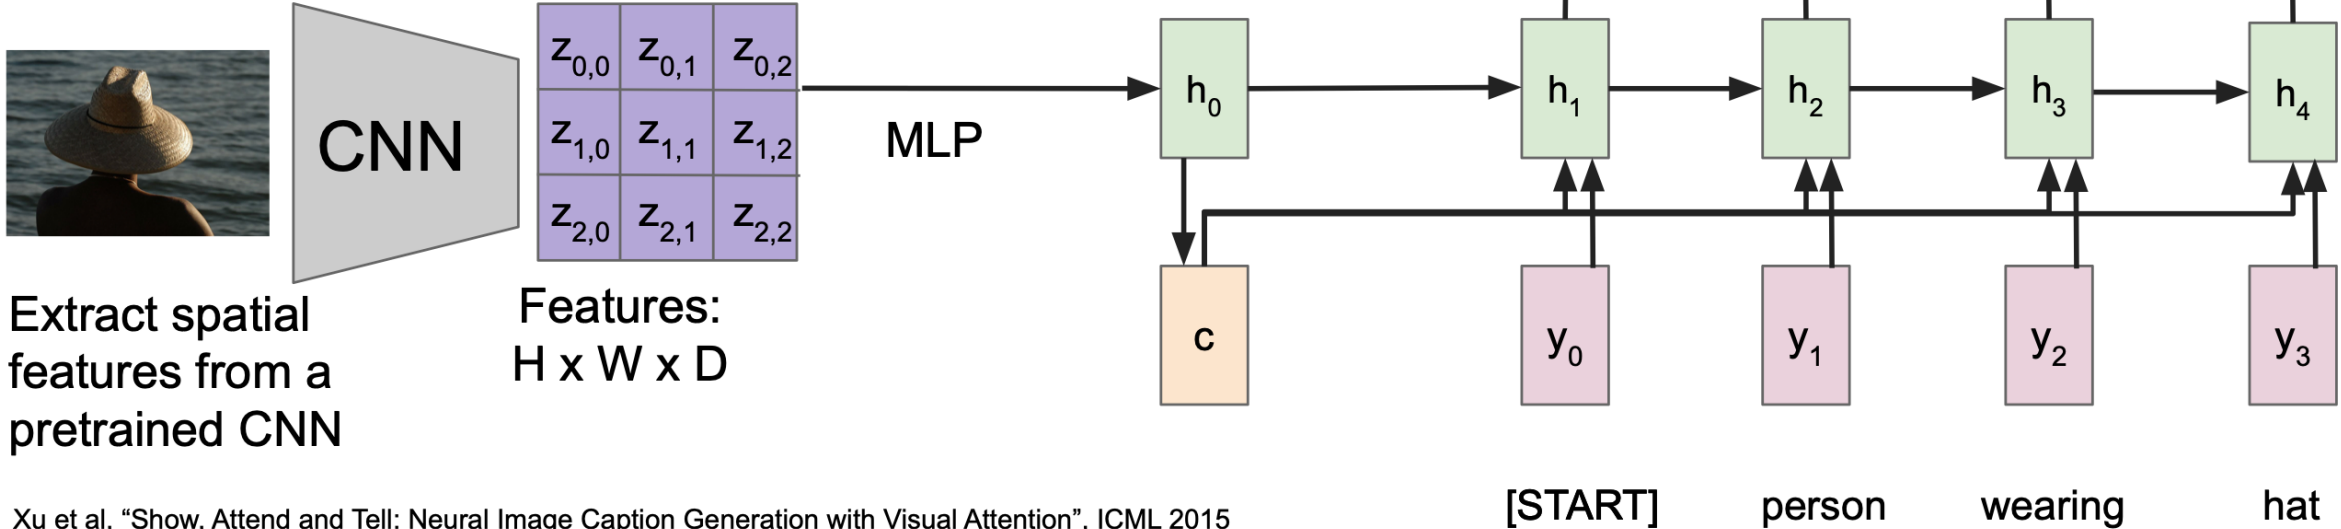 CNN
z0,0 z0,1 z0,2
z1,0 z1,1 z1,2
z2,0 z2,1 z2,2
MLP
h0
h1
h2
h3
h4
Extract spatial
features from a
pretrained CNN
Features:
H x W x D
c
y0
y1
y2
y3
[START]
person
wearing
hat
Xu et al. “Show, Attend and Tell: Neural Image Caption Generation with Visual Attention”, ICML 2015